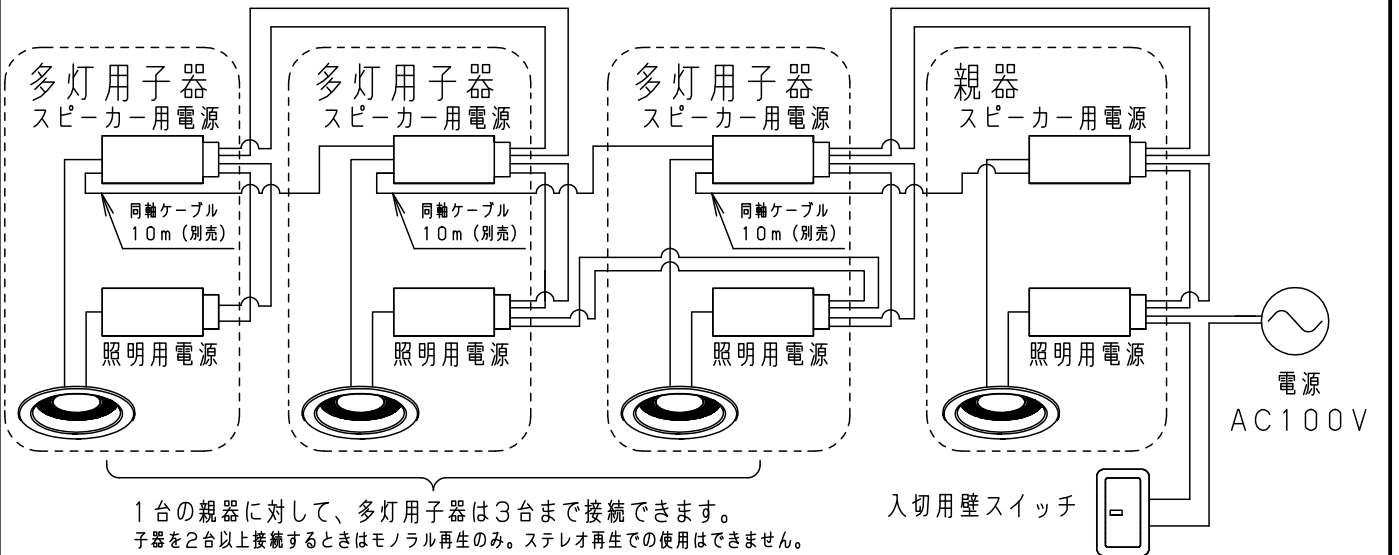 多灯用子器
スピーカー用電源
同軸ケーブル
10m (別売)
照明用電源
多灯用子器
スピーカー用電源
同軸ケーブル
10m (別売)
照明用電源
多灯用子器
スピーカー用電源
同軸ケーブル
10m (別売)
照明用電源
親器
スピーカー用電源
照明用電源
電源
AC100V
入切用壁スイッチ
1台の親器に対して、多灯用子器は3台まで接続できます。
子器を2台以上接続するときはモノラル再生のみ。ステレオ再生での使用はできません。